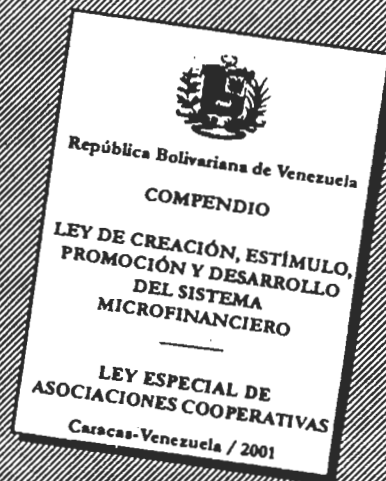 República Bolivariana de Venezuela
COMPENDIO
LEY DE CREACIÓN, ESTÍMULO,
PROMOCIÓN Y DESARROLLO
DEL SISTEMA
MICROFINANCIERO
LEY ESPECIAL DE
ASOCIACIONES COOPERATIVAS
Caracas-Venezuela / 2001